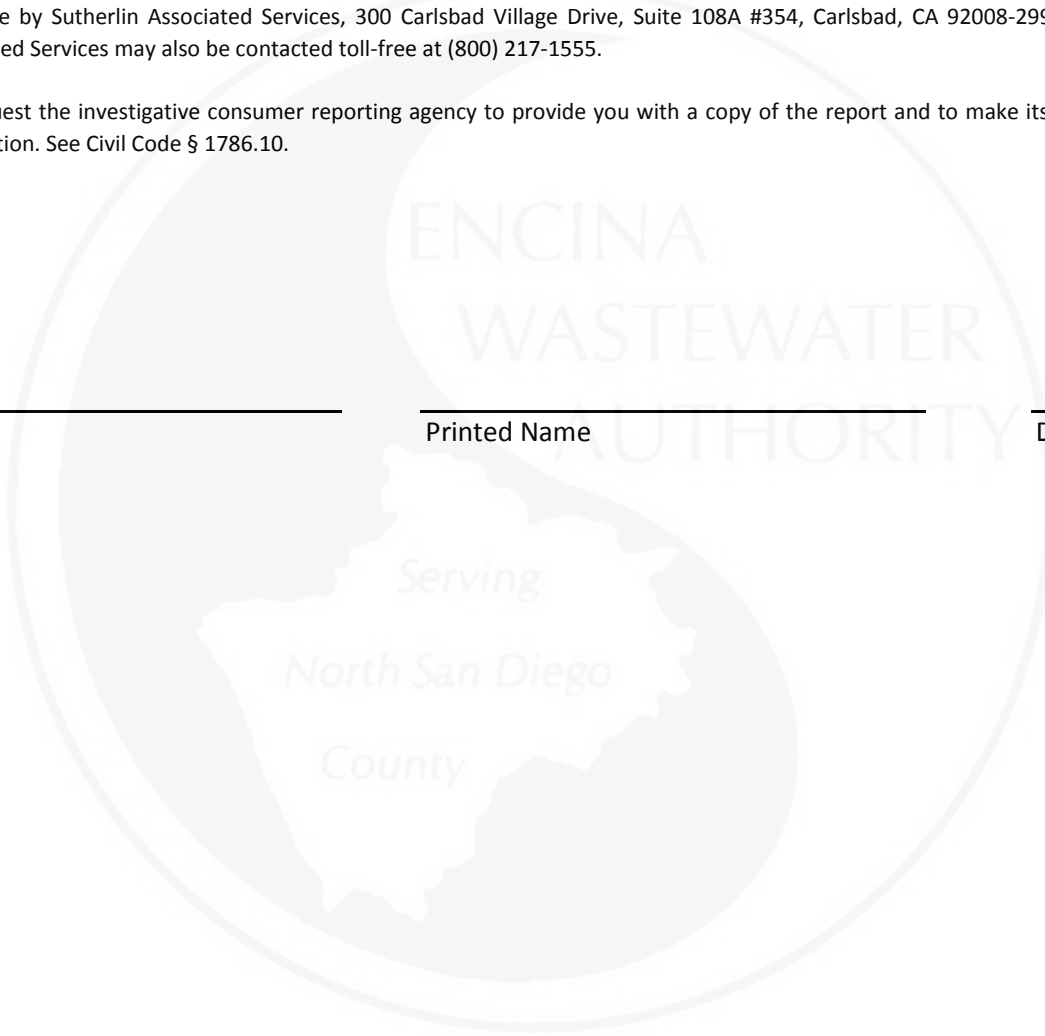 e by Sutherlin Associated Services, 300 Carlsbad Village Drive, Suite 108A #354, Carlsbad, CA 92008-299
ed Services may also be contacted toll-free at (800) 217-1555.
uest the investigative consumer reporting agency to provide you with a copy of the report and to make its
tion. See Civil Code § 1786.10.
ENCINA
WASTEWATER
AUTHORITY
Printed Name
D
Serving
North San Diego
County